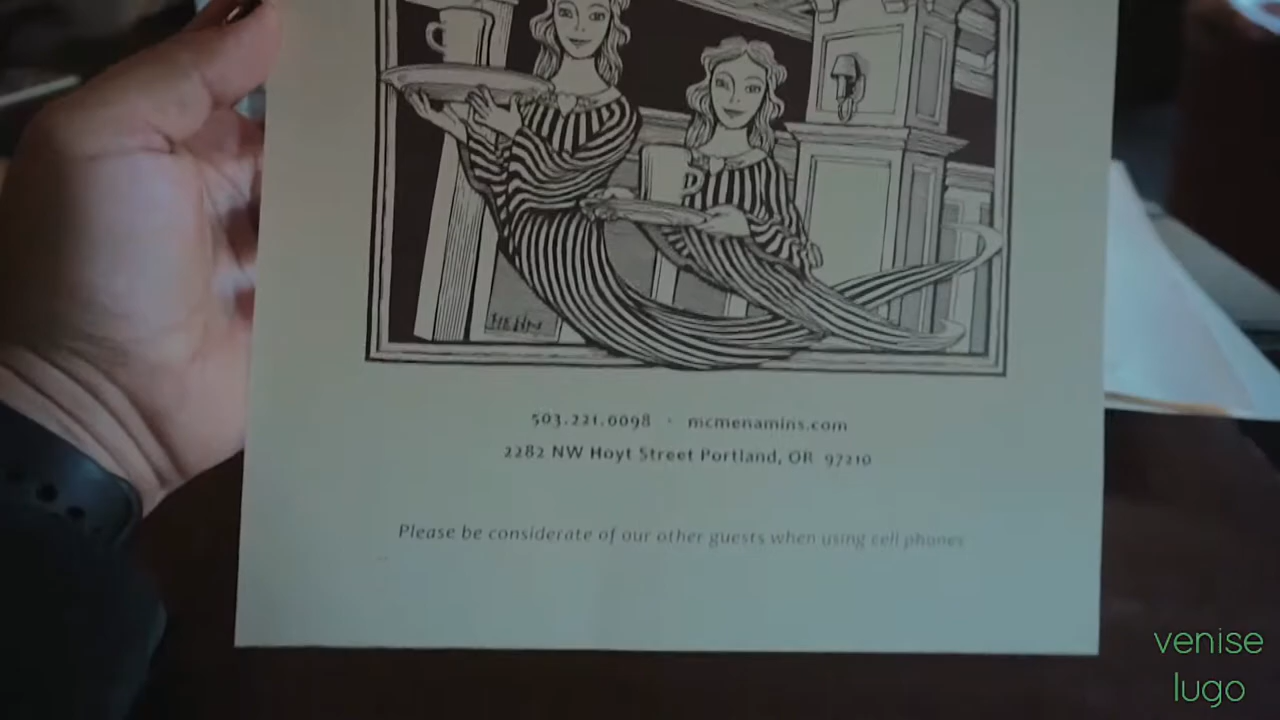 503.221.0098 · mcmenamins.com
2282 NW Hoyt Street Portland, OR 97210
Please be considerate of our other guests when using cell phones
venise
lugo